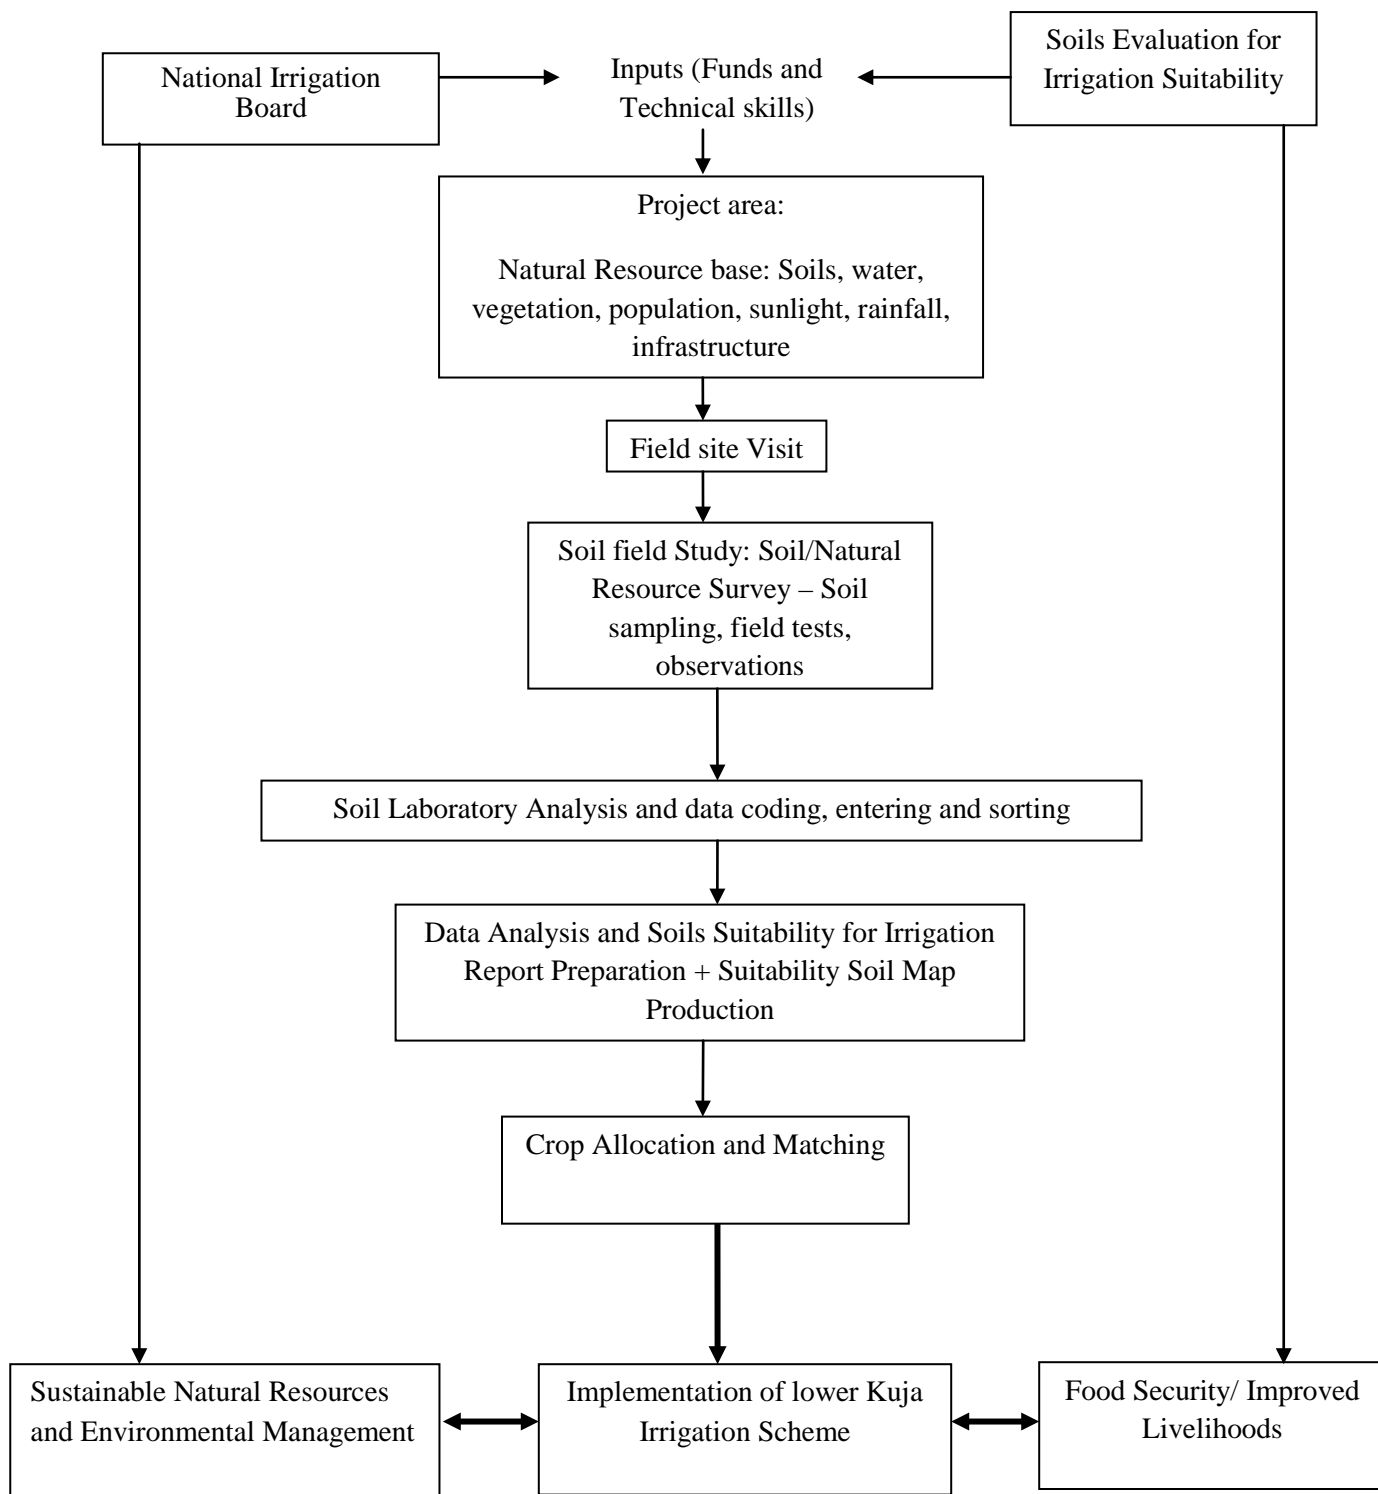 National Irrigation
Board
Inputs (Funds and
Technical skills)
Soils Evaluation for
Irrigation Suitability
Project area:
Natural Resource base: Soils, water,
vegetation, population, sunlight, rainfall,
infrastructure
Field site Visit
Soil field Study: Soil/Natural
Resource Survey – Soil
sampling, field tests,
observations
Soil Laboratory Analysis and data coding, entering and sorting
Data Analysis and Soils Suitability for Irrigation
Report Preparation + Suitability Soil Map
Production
Crop Allocation and Matching
Sustainable Natural Resources
and Environmental Management
Implementation of lower Kuja
Irrigation Scheme
Food Security/ Improved
Livelihoods